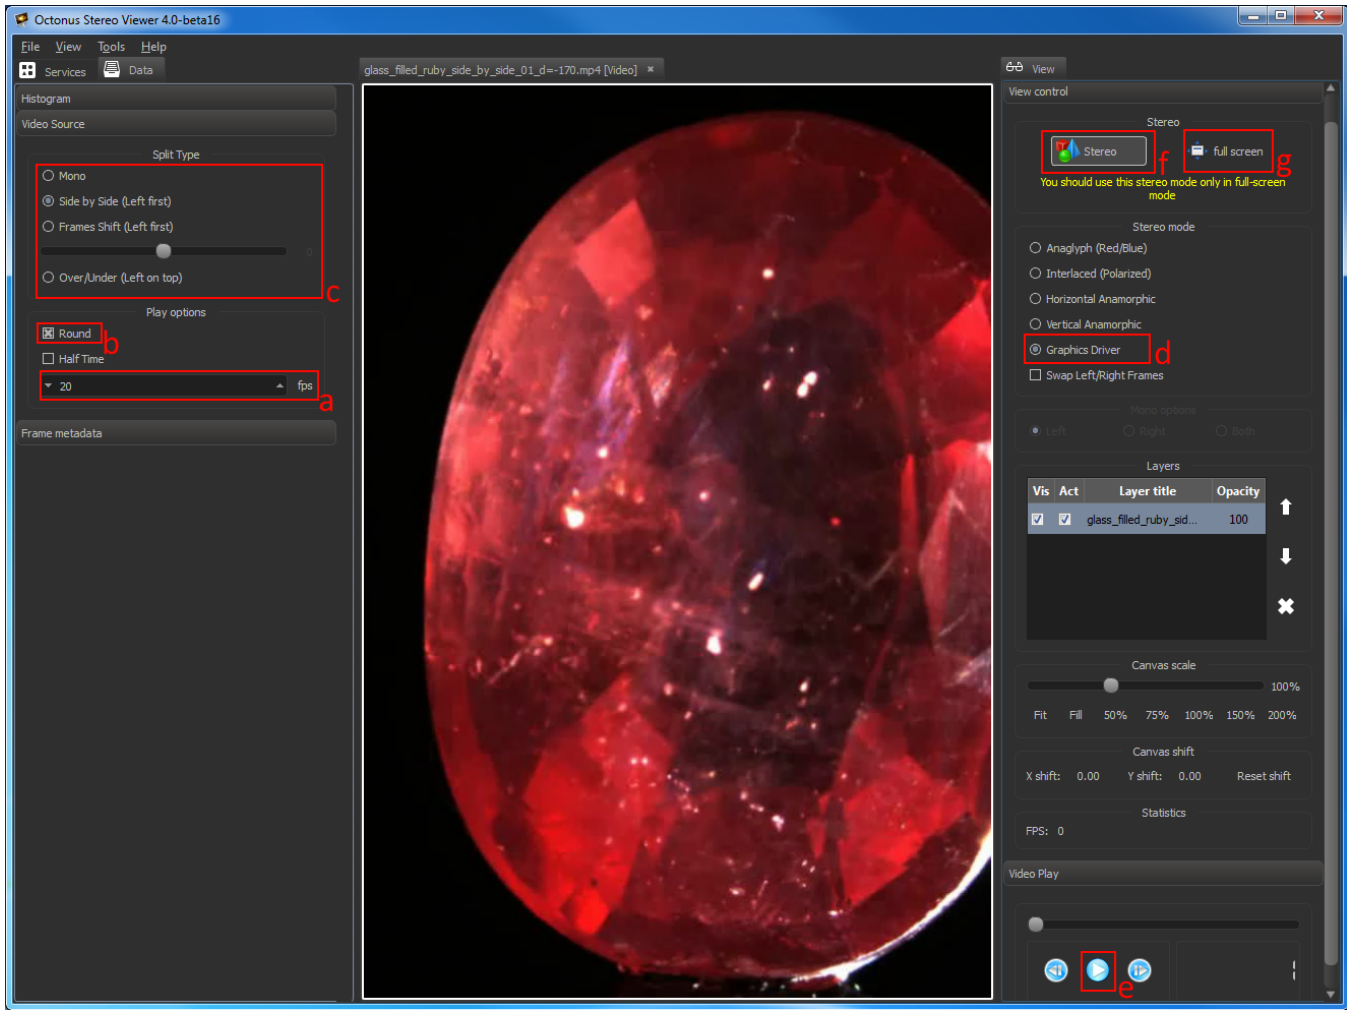 Octonus Stereo Viewer 4.0-beta16
File View Tools Help
Services Data
glass_filled_ruby_side_by_side_01_d=-170.mp4 [Video] ×
View
Histogram
Video Source
Split Type
Mono
Side by Side (Left first)
Frames Shift (Left first)
0
Over/Under (Left on top)
c
Play options
Round
b
Half Time
20 fps
a
Frame metadata
View control
Stereo
Stereo f
full screen g
You should use this stereo mode only in full-screen
mode
Stereo mode
Anaglyph (Red/Blue)
Interlaced (Polarized)
Horizontal Anamorphic
Vertical Anamorphic
Graphics Driver d
Swap Left/Right Frames
Mono options
Left Right Both
Layers
Vis Act Layer title Opacity
glass_filled_ruby_sid... 100
Canvas scale
100%
Fit Fill 50% 75% 100% 150% 200%
Canvas shift
X shift: 0.00 Y shift: 0.00 Reset shift
Statistics
FPS: 0
Video Play
e